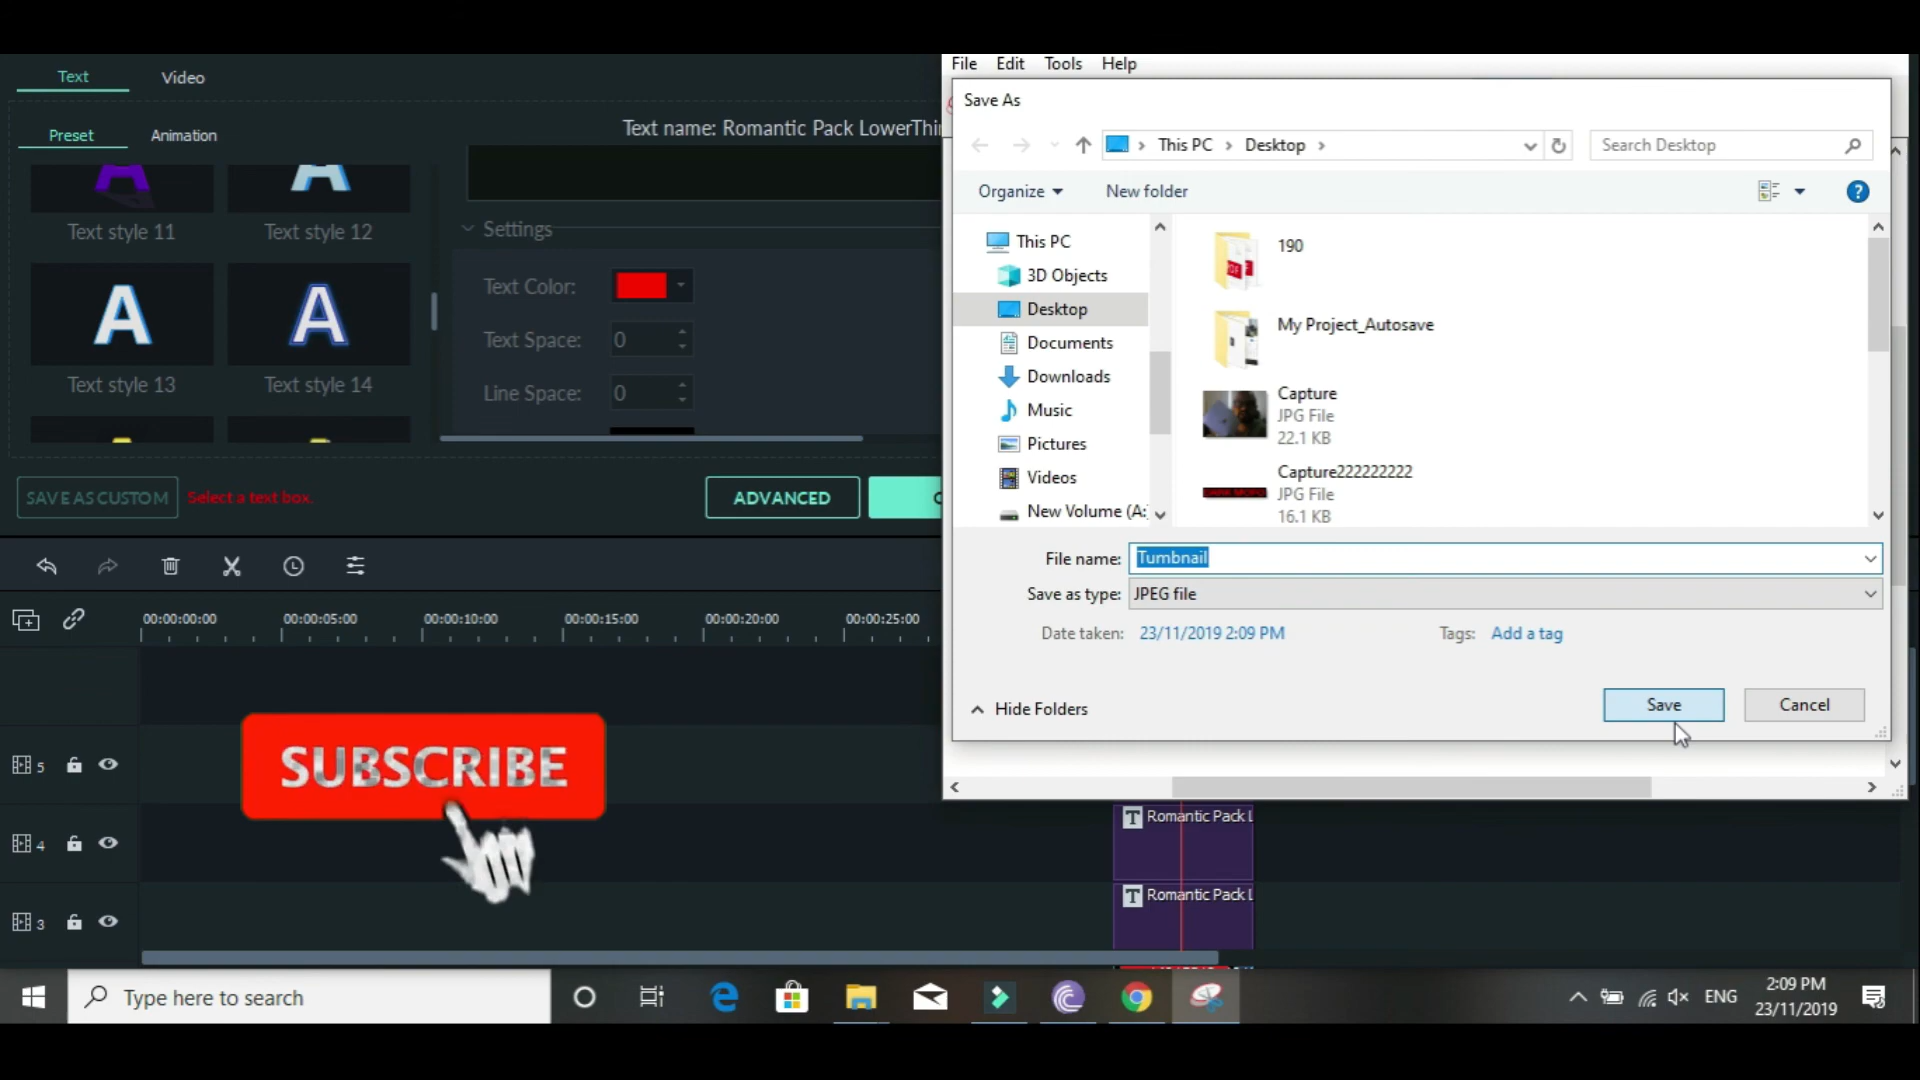 Text
Video
Preset
Animation
Text style 11
Text style 12
Text style 13
Text style 14
Text name: Romantic Pack LowerThi
Settings
Text Color:
Text Space: 0
Line Space: 0
SAVE AS CUSTOM
Select a text box.
ADVANCED
File Edit Tools Help
Save As
This PC
Desktop
Search Desktop
Organize
New folder
This PC
3D Objects
Desktop
Documents
Downloads
Music
Pictures
Videos
New Volume (A:
190
My Project_Autosave
Capture
JPG File
22.1 KB
Capture222222222
JPG File
16.1 KB
File name: Tumbnail
Save as type: JPEG file
Date taken: 23/11/2019 2:09 PM
Tags: Add a tag
Hide Folders
Save
Cancel
00:00:00:00
00:00:05:00
00:00:10:00
00:00:15:00
00:00:20:00
00:00:25:00
5
4
3
SUBSCRIBE
Romantic Pack L
Romantic Pack L
Type here to search
ENG
2:09 PM
23/11/2019